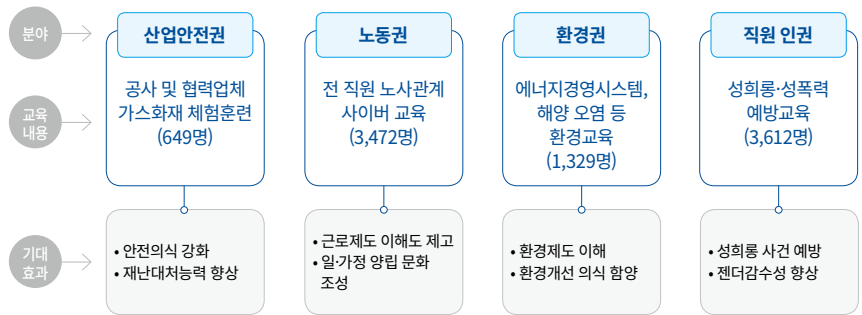 분야
산업안전권
노동권
환경권
직원 인권
교육
내용
공사 및 협력업체
가스화재 체험훈련
(649명)
전 직원 노사관계
사이버 교육
(3,472명)
에너지경영시스템,
해양 오염 등
환경교육
(1,329명)
성희롱·성폭력
예방교육
(3,612명)
기대
효과
• 안전의식 강화
• 재난대처능력 향상
• 근로제도 이해도 제고
• 일·가정 양립 문화
조성
• 환경제도 이해
• 환경개선 의식 함양
• 성희롱 사건 예방
• 젠더감수성 향상